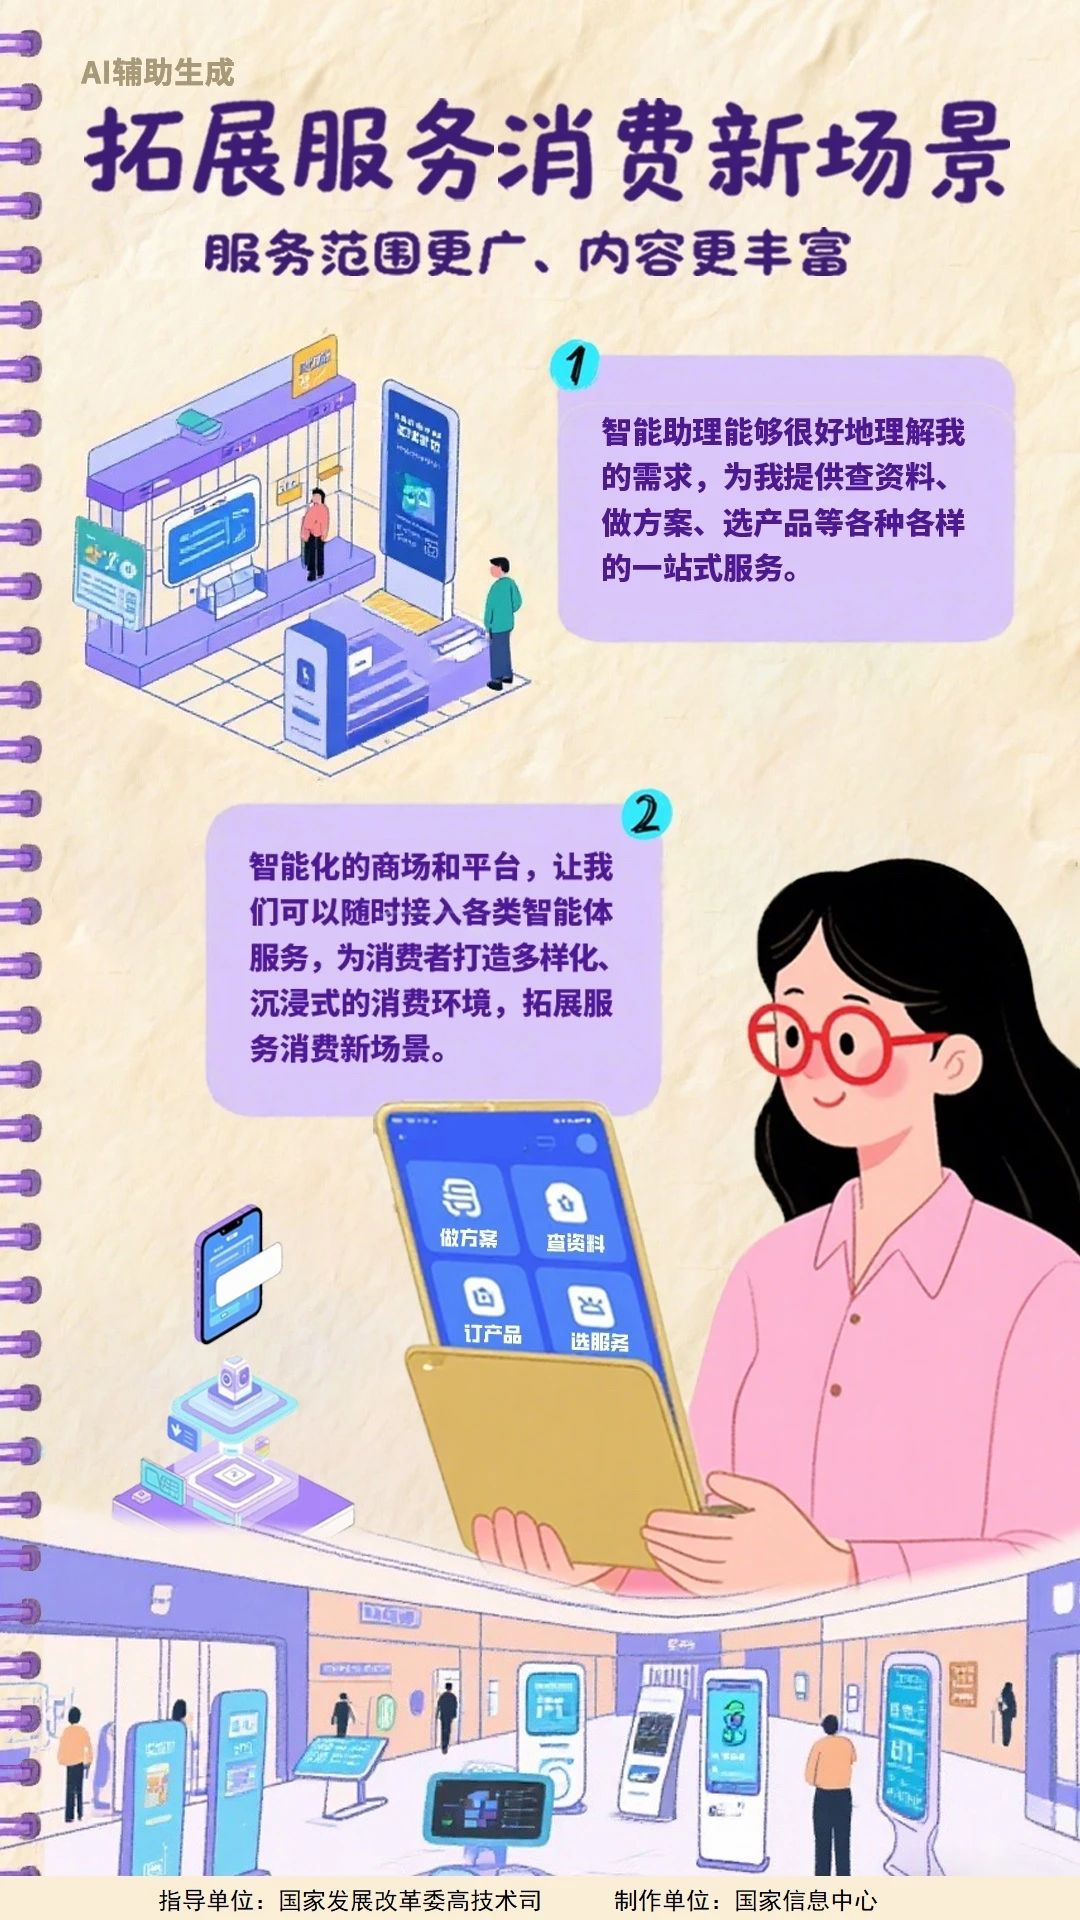 AI辅助生成
拓展服务消费新场景
服务范围更广、内容更丰富
1
智能助理能够很好地理解我
的需求，为我提供查资料、
做方案、选产品等各种各样
的一站式服务。
2
智能化的商场和平台，让我
们可以随时接入各类智能体
服务，为消费者打造多样化、
沉浸式的消费环境，拓展服
务消费新场景。
做方案
查资料
订产品
选服务
指导单位：国家发展改革委高技术司 制作单位：国家信息中心